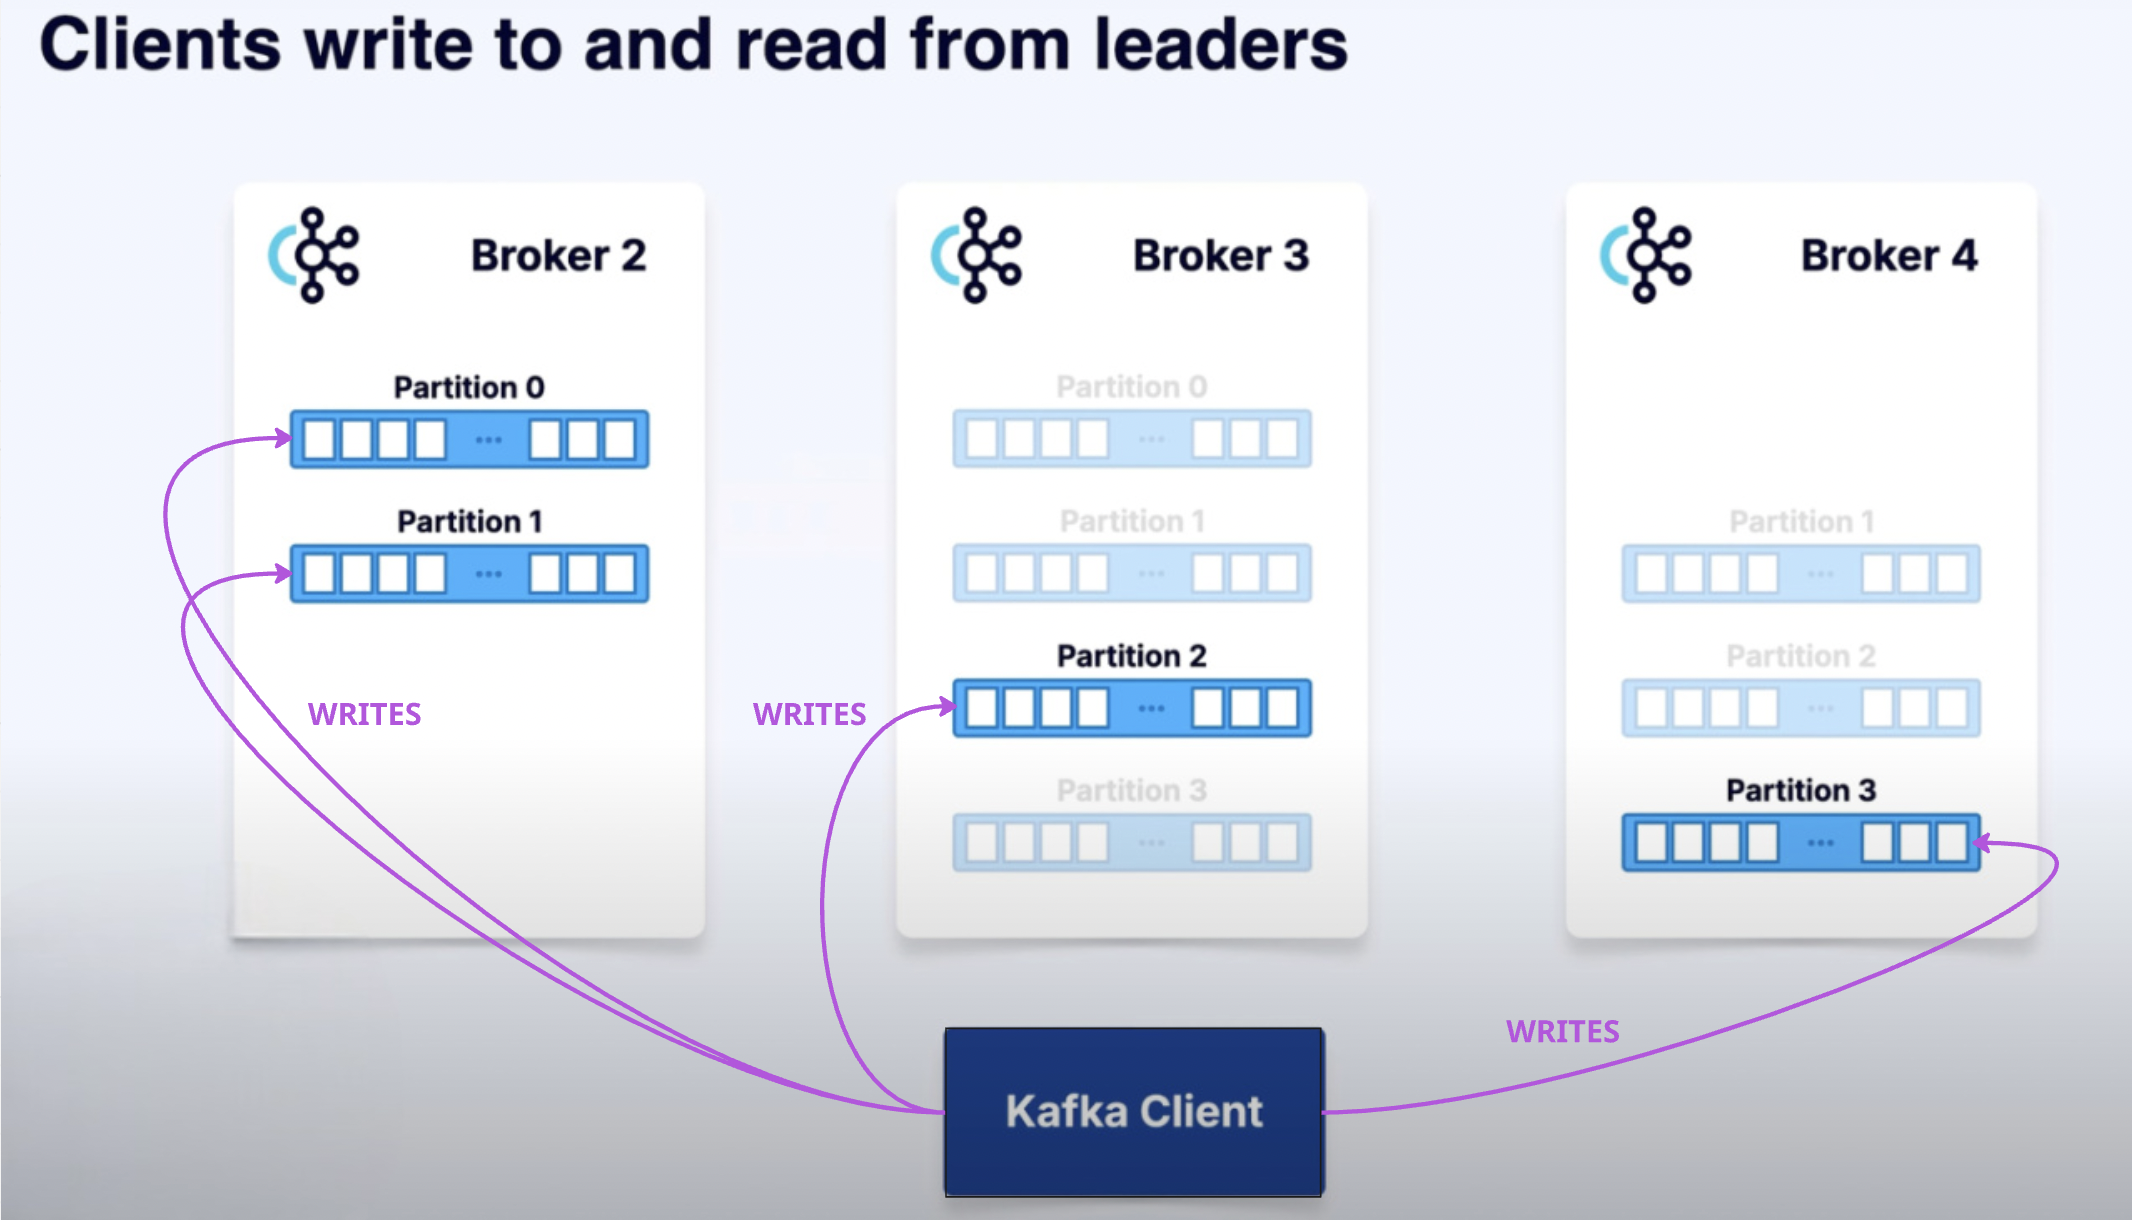 Clients write to and read from leaders
Broker 2
Partition 0
Partition 1
WRITES
Broker 3
Partition 0
Partition 1
Partition 2
WRITES
Partition 3
Broker 4
Partition 1
Partition 2
Partition 3
WRITES
Kafka Client